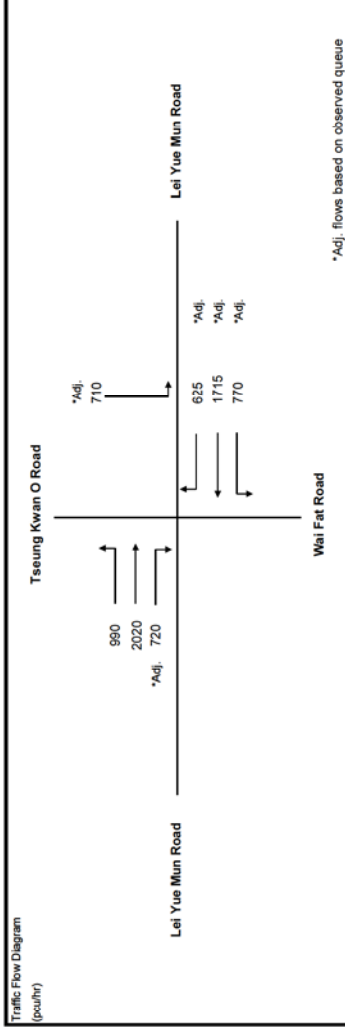 Traffic Flow Diagram
(pcu/hr)
Tseung Kwan O Road
*Adj.
710
990
2020
*Adj. 720
Lei Yue Mun Road
Lei Yue Mun Road
625 *Adj.
1715 *Adj.
770 *Adj.
Wai Fat Road
*Adj. flows based on observed queue